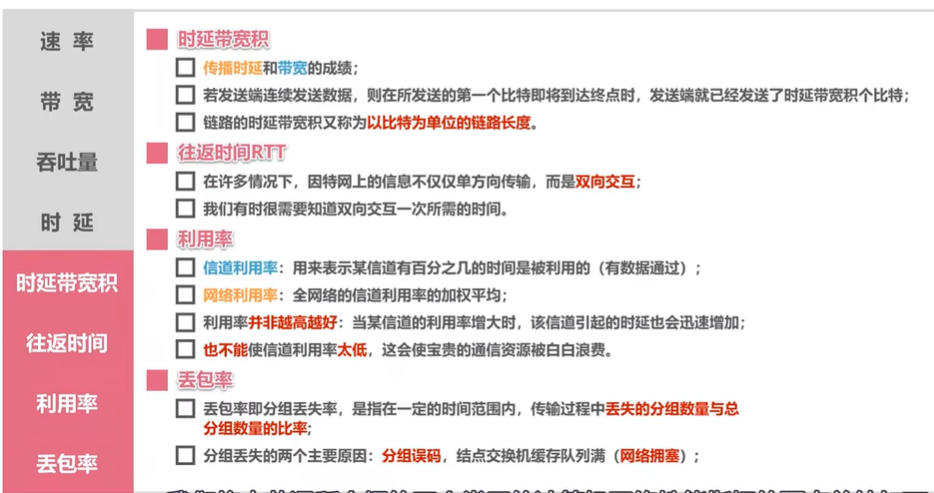 速 率
带 宽
吞吐量
时 延
时延带宽积
往返时间
利用率
丢包率
时延带宽积
传播时延和带宽的成绩；
若发送端连续发送数据，则在所发送的第一个比特即将到达终点时，发送端就已经发送了时延带宽积个比特；
链路的时延带宽积又称为以比特为单位的链路长度。
往返时间RTT
在许多情况下，因特网上的信息不仅仅单方向传输，而是双向交互；
我们有时很需要知道双向交互一次所需的时间。
利用率
信道利用率：用来表示某信道有百分之几的时间是被利用的（有数据通过）；
网络利用率：全网络的信道利用率的加权平均；
利用率并非越高越好：当某信道的利用率增大时，该信道引起的时延也会迅速增加；
也不能使信道利用率太低，这会使宝贵的通信资源被白白浪费。
丢包率
丢包率即分组丢失率，是指在一定的时间范围内，传输过程中丢失的分组数量与总
分组数量的比率；
分组丢失的两个主要原因：分组误码，结点交换机缓存队列满（网络拥塞）；